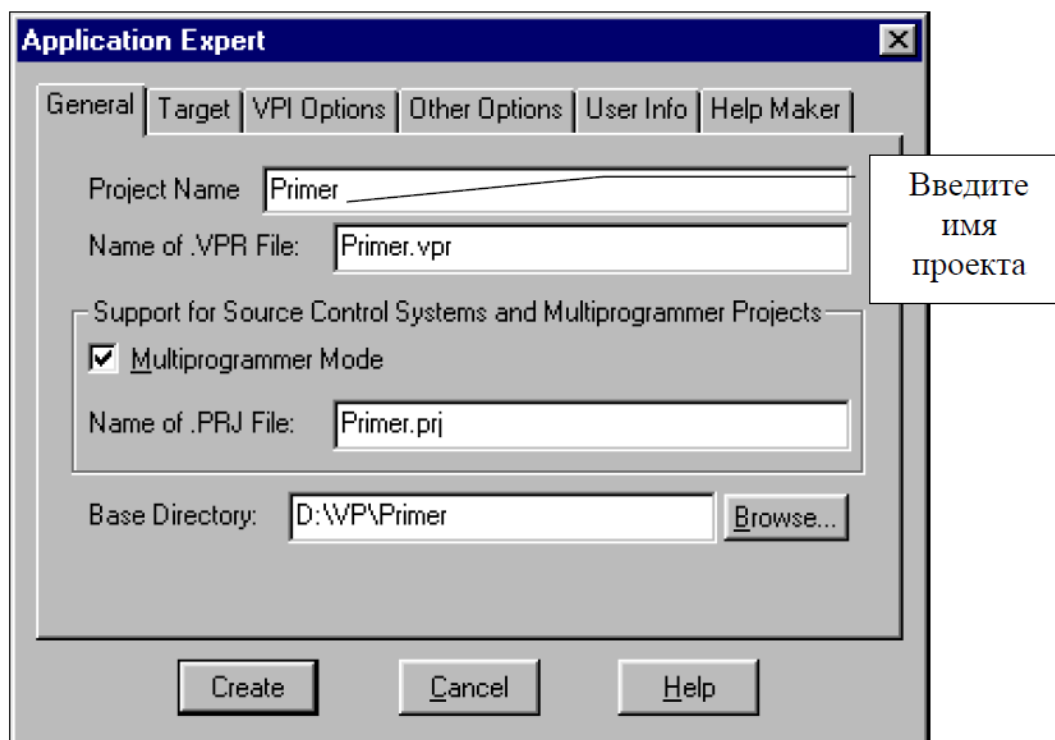 Application Expert
General Target VPI Options Other Options User Info Help Maker
Project Name Primer
Введите
имя
проекта
Name of .VPR File: Primer.vpr
Support for Source Control Systems and Multiprogrammer Projects
Multiprogrammer Mode
Name of .PRJ File: Primer.prj
Base Directory: D:\VP\Primer Browse...
Create Cancel Help